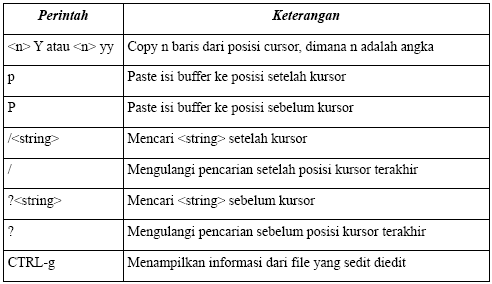 Perintah Keterangan
<n> Y atau <n> yy Copy n baris dari posisi cursor, dimana n adalah angka
p Paste isi buffer ke posisi setelah kursor
P Paste isi buffer ke posisi sebelum kursor
/<string> Mencari <string> setelah kursor
/ Mengulangi pencarian setelah posisi kursor terakhir
?<string> Mencari <string> sebelum kursor
? Mengulangi pencarian sebelum posisi kursor terakhir
CTRL-g Menampilkan informasi dari file yang sedit diedit